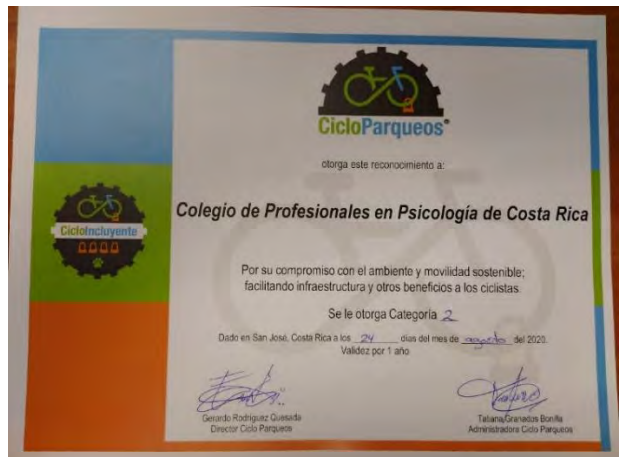 CicloParqueos
otorga este reconocimiento a:
Colegio de Profesionales en Psicología de Costa Rica
CicloIncluyente
Por su compromiso con el ambiente y movilidad sostenible;
facilitando infraestructura y otros beneficios a los ciclistas.
Se le otorga Categoría 2
Dado en San José, Costa Rica a los 24 días del mes de agosto del 2020.
Validez por 1 año
Gerardo Rodríguez Quesada
Director Ciclo Parqueos
Tatiana Granados Bonilla
Administradora Ciclo Parqueos